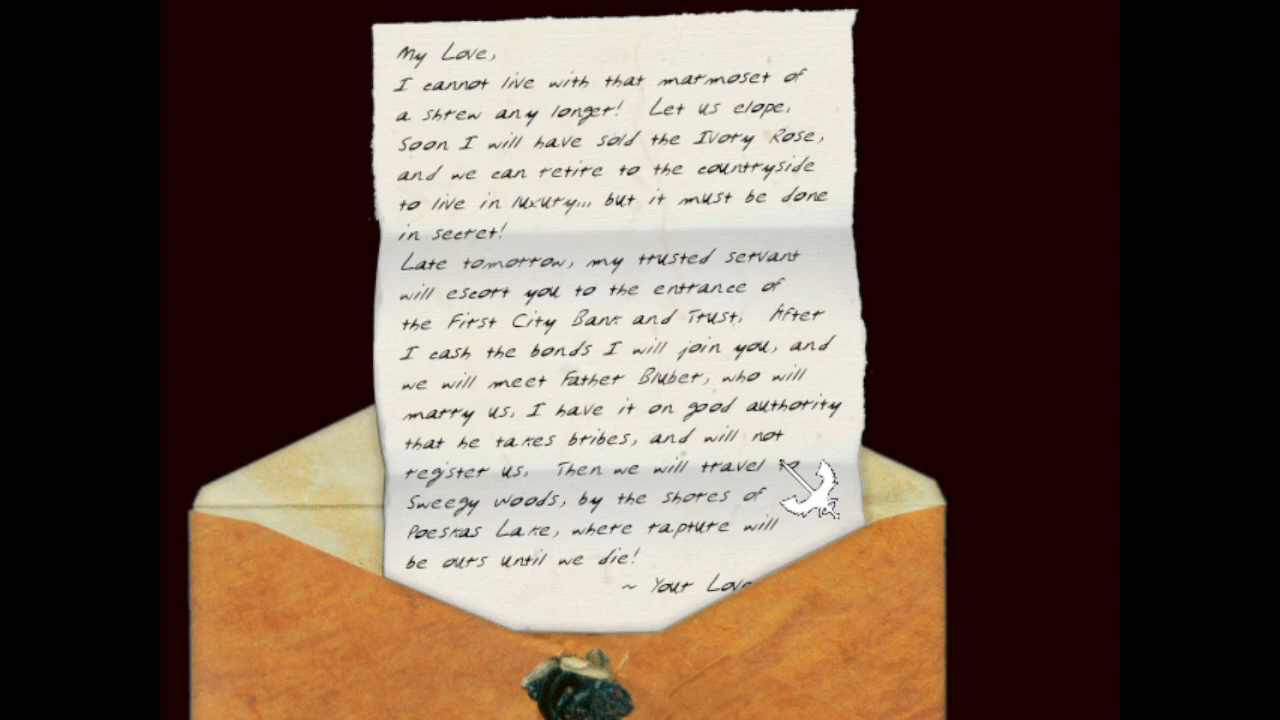 My Love,
I cannot live with that marmoset of
a shrew any longer! Let us elope.
Soon I will have sold the Ivory Rose,
and we can retire to the countryside
to live in luxury... but it must be done
in secret!
Late tomorrow, my trusted servant
will escort you to the entrance of
the First City Bank and Trust. After
I cash the bonds I will join you, and
we will meet Father Bluber, who will
marry us. I have it on good authority
that he takes bribes, and will not
register us. Then we will travel
Sweegy Woods, by the shores of
Poeskas Lake, where rapture will
be ours until we die!
~ Your Love